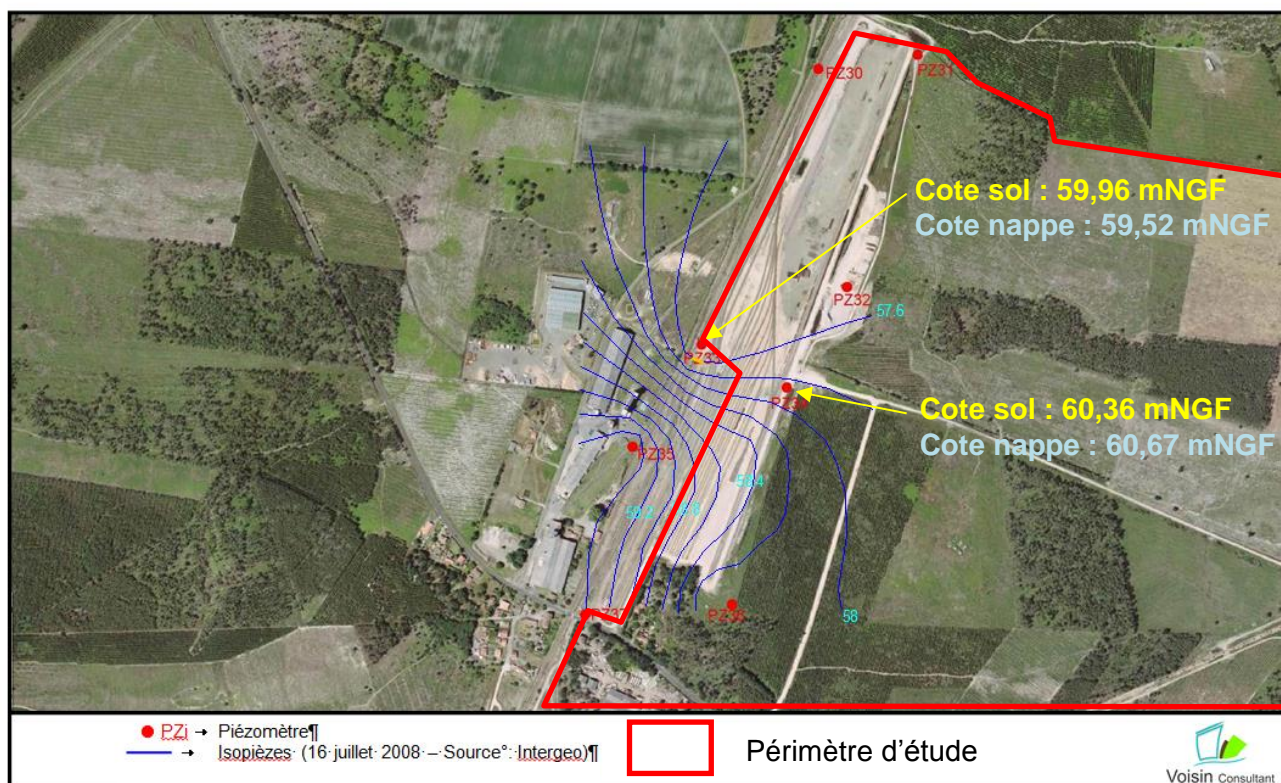 PZ30
PZ31
Cote sol : 59,96 mNGF
Cote nappe : 59,52 mNGF
PZ32
57.6
PZ33
Cote sol : 60,36 mNGF
Cote nappe : 60,67 mNGF
PZ35
58.4
59.2
58
PZi → Piézomètre¶
→ Isopièzes· (16·juillet·2008·–·Source°:·Intergeo)¶
Périmètre d'étude
Voisin Consultant